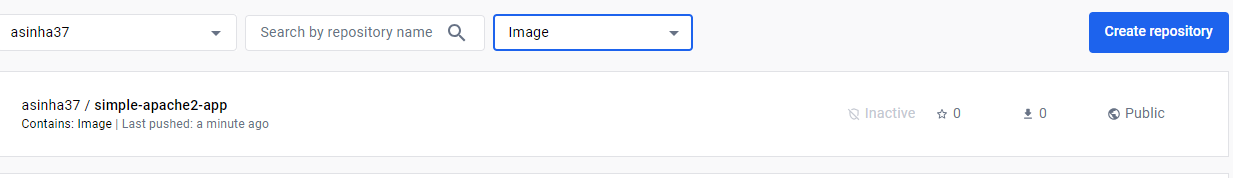 asinha37
Search by repository name
Image
Create repository
asinha37 / simple-apache2-app
Inactive
0
0
Public
Contains: Image | Last pushed: a minute ago